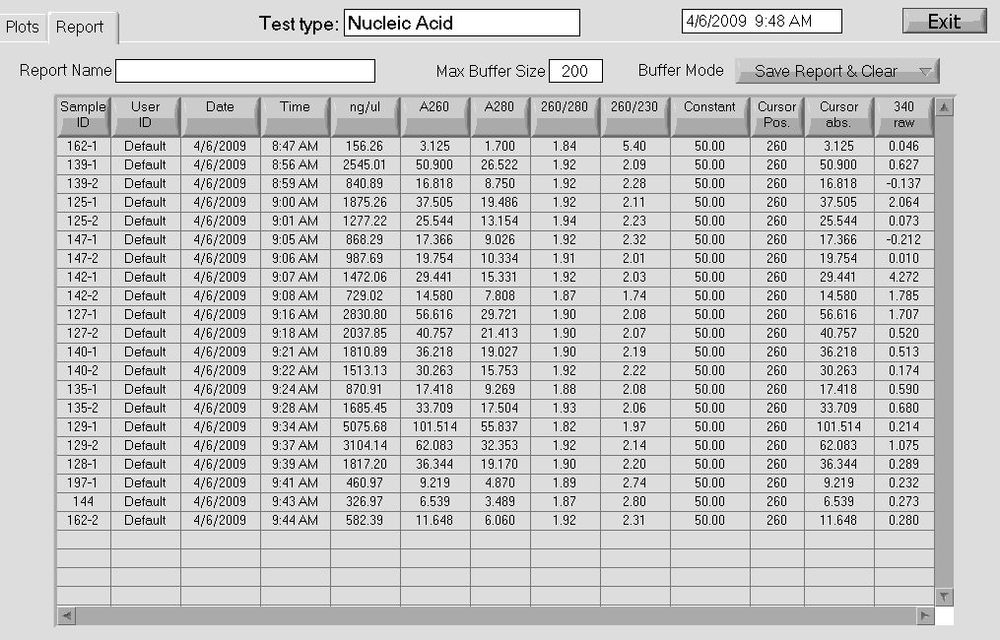 Plots Report Test type: Nucleic Acid 4/6/2009 9:48 AM Exit
Report Name Max Buffer Size 200 Buffer Mode Save Report & Clear
Sample ID User ID Date Time ng/ul A260 A280 260/280 260/230 Constant Cursor Pos. Cursor abs. 340 raw
162-1 Default 4/6/2009 8:47 AM 156.26 3.125 1.700 1.84 5.40 50.00 260 3.125 0.046
139-1 Default 4/6/2009 8:56 AM 2545.01 50.900 26.522 1.92 2.09 50.00 260 50.900 0.627
139-2 Default 4/6/2009 8:59 AM 840.89 16.818 8.750 1.92 2.28 50.00 260 16.818 -0.137
125-1 Default 4/6/2009 9:00 AM 1875.26 37.505 19.486 1.92 2.11 50.00 260 37.505 2.064
125-2 Default 4/6/2009 9:01 AM 1277.22 25.544 13.154 1.94 2.23 50.00 260 25.544 0.073
147-1 Default 4/6/2009 9:05 AM 868.29 17.366 9.026 1.92 2.32 50.00 260 17.366 -0.212
147-2 Default 4/6/2009 9:06 AM 987.69 19.754 10.334 1.91 2.01 50.00 260 19.754 0.010
142-1 Default 4/6/2009 9:07 AM 1472.06 29.441 15.331 1.92 2.03 50.00 260 29.441 4.272
142-2 Default 4/6/2009 9:08 AM 729.02 14.580 7.808 1.87 1.74 50.00 260 14.580 1.785
127-1 Default 4/6/2009 9:16 AM 2830.80 56.616 29.721 1.90 2.08 50.00 260 56.616 1.707
127-2 Default 4/6/2009 9:18 AM 2037.85 40.757 21.413 1.90 2.07 50.00 260 40.757 0.520
140-1 Default 4/6/2009 9:21 AM 1810.89 36.218 19.027 1.90 2.19 50.00 260 36.218 0.513
140-2 Default 4/6/2009 9:22 AM 1513.13 30.263 15.753 1.92 2.22 50.00 260 30.263 0.174
135-1 Default 4/6/2009 9:24 AM 870.91 17.418 9.269 1.88 2.08 50.00 260 17.418 0.590
135-2 Default 4/6/2009 9:28 AM 1685.45 33.709 17.504 1.93 2.06 50.00 260 33.709 0.680
129-1 Default 4/6/2009 9:34 AM 5075.68 101.514 55.837 1.82 1.97 50.00 260 101.514 0.214
129-2 Default 4/6/2009 9:37 AM 3104.14 62.083 32.353 1.92 2.14 50.00 260 62.083 1.075
128-1 Default 4/6/2009 9:39 AM 1817.20 36.344 19.170 1.90 2.20 50.00 260 36.344 0.289
197-1 Default 4/6/2009 9:41 AM 460.97 9.219 4.870 1.89 2.74 50.00 260 9.219 0.232
144 Default 4/6/2009 9:43 AM 326.97 6.539 3.489 1.87 2.80 50.00 260 6.539 0.273
162-2 Default 4/6/2009 9:44 AM 582.39 11.648 6.060 1.92 2.31 50.00 260 11.648 0.280